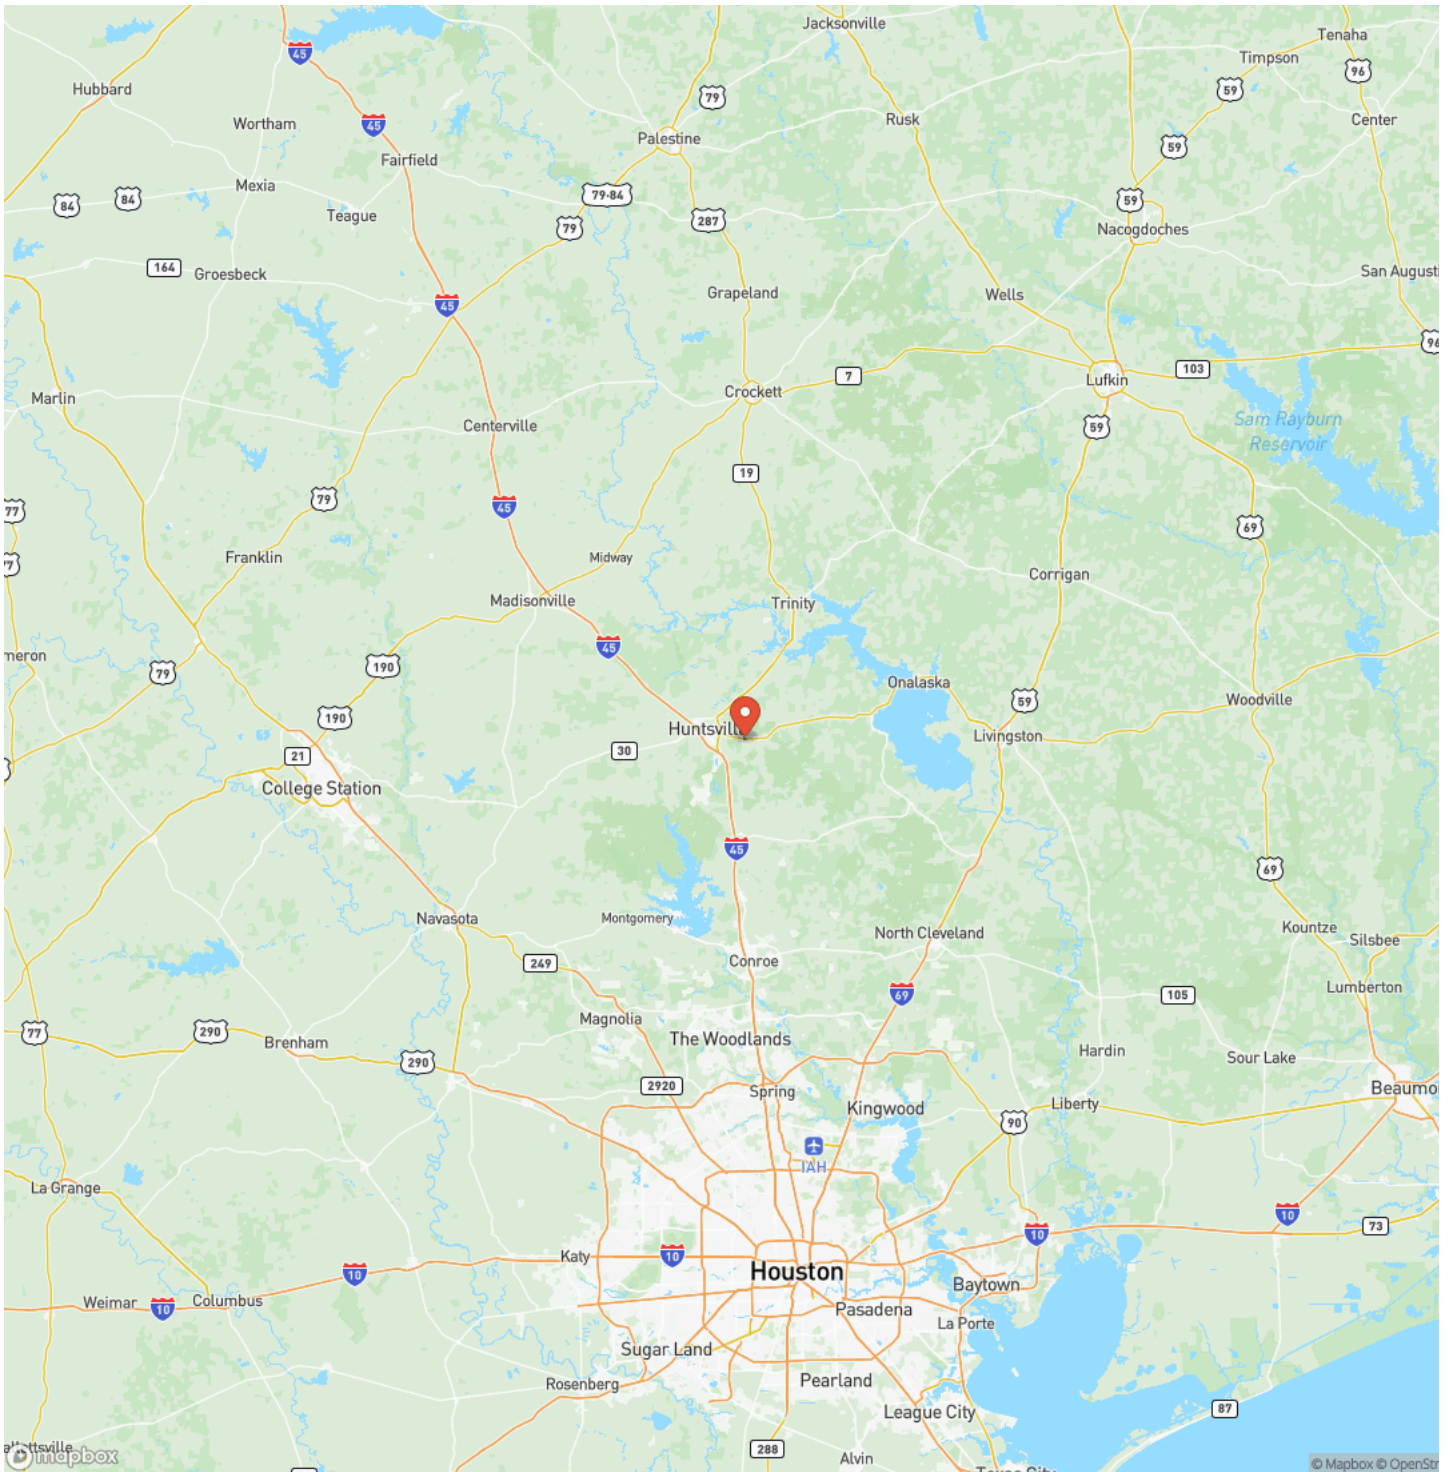 Jacksonville
Tenaha
45
Timpson
96
Hubbard
79
59
Wortham
45
Rusk
Center
Palestine
59
Fairfield
Mexia
79-84
84
84
59
Teague
287
79
Nacogdoches
164
Groesbeck
San Augusti
Grapeland
Wells
45
96
7
103
Lufkin
Crockett
Marlin
Sam Rayburn
Reservoir
Centerville
59
19
79
45
77
69
Franklin
Midway
77
Corrigan
Madisonville
Trinity
45
meron
190
79
Onalaska
59
Woodville
190
Huntsville
Livingston
30
21
College Station
45
69
Navasota
Montgomery
North Cleveland
Kountze
Silsbee
Conroe
249
69
105
Lumberton
Magnolia
77
290
Brenham
The Woodlands
Hardin
Sour Lake
290
2920
Spring
Beaumo
Kingwood
Liberty
90
IAH
La Grange
10
73
10
Katy
10
10
Houston
Baytown
Weimar
10
Columbus
Pasadena
La Porte
Sugar Land
Rosenberg
Pearland
87
League City
288
Alvin
allettsville
mapbox
© Mapbox © OpenStr
Texas City